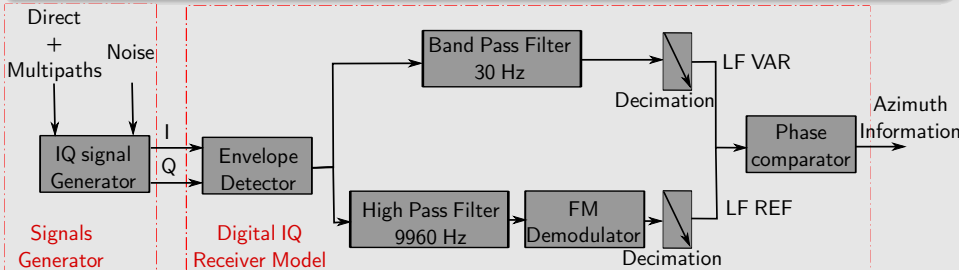 Direct
+
Multipaths
Noise
IQ signal
Generator
I
Q
Signals
Generator
Envelope
Detector
Digital IQ
Receiver Model
Band Pass Filter
30 Hz
Decimation
LF VAR
High Pass Filter
9960 Hz
FM
Demodulator
Decimation
LF REF
Phase
comparator
Azimuth
Information